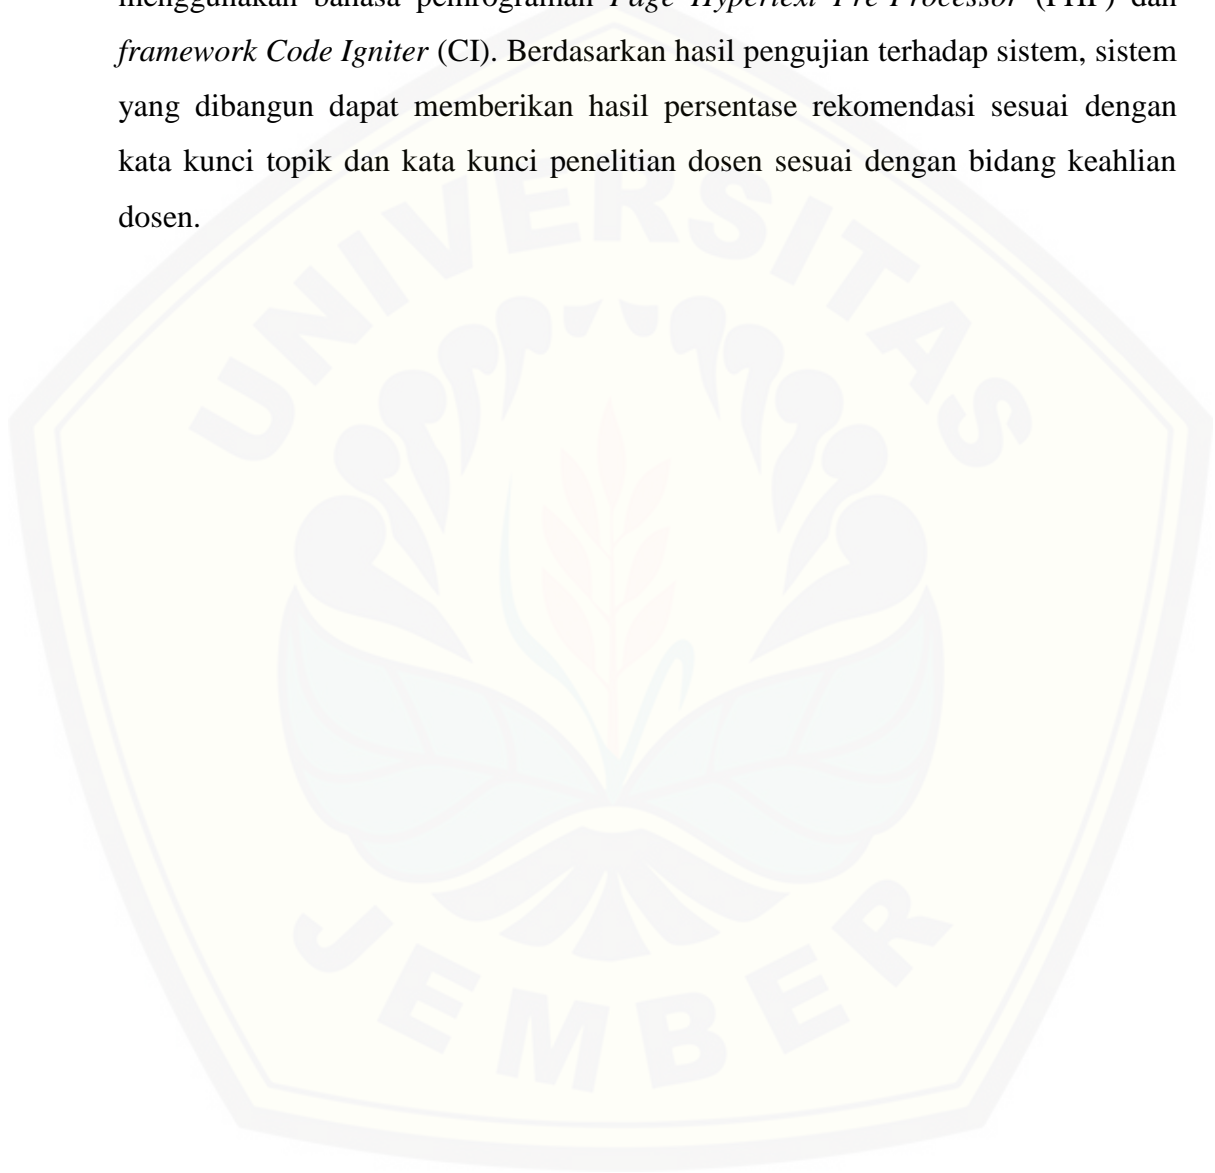 menggunakan bahasa pemrograman Page Hypertext Pre-Processor (PHP) dan
framework Code Igniter (CI). Berdasarkan hasil pengujian terhadap sistem, sistem
yang dibangun dapat memberikan hasil persentase rekomendasi sesuai dengan
kata kunci topik dan kata kunci penelitian dosen sesuai dengan bidang keahlian
dosen.
UNIVERSITAS
JEMBER